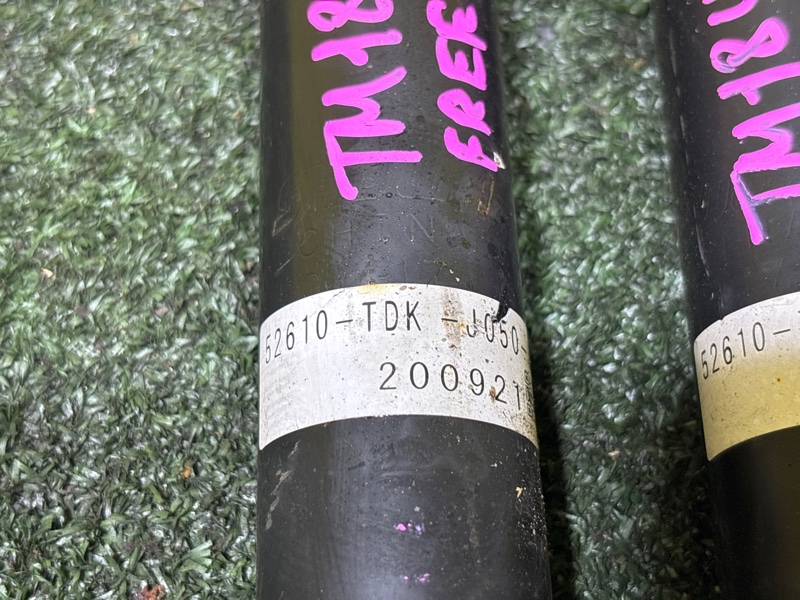 TM18
FREE
52610-TDK -J050-
200921
TM18
52610-